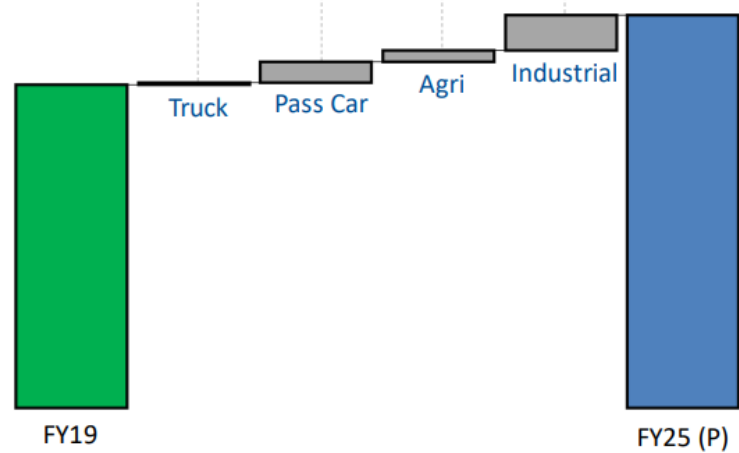 Truck
Pass Car
Agri
Industrial
FY19
FY25 (P)